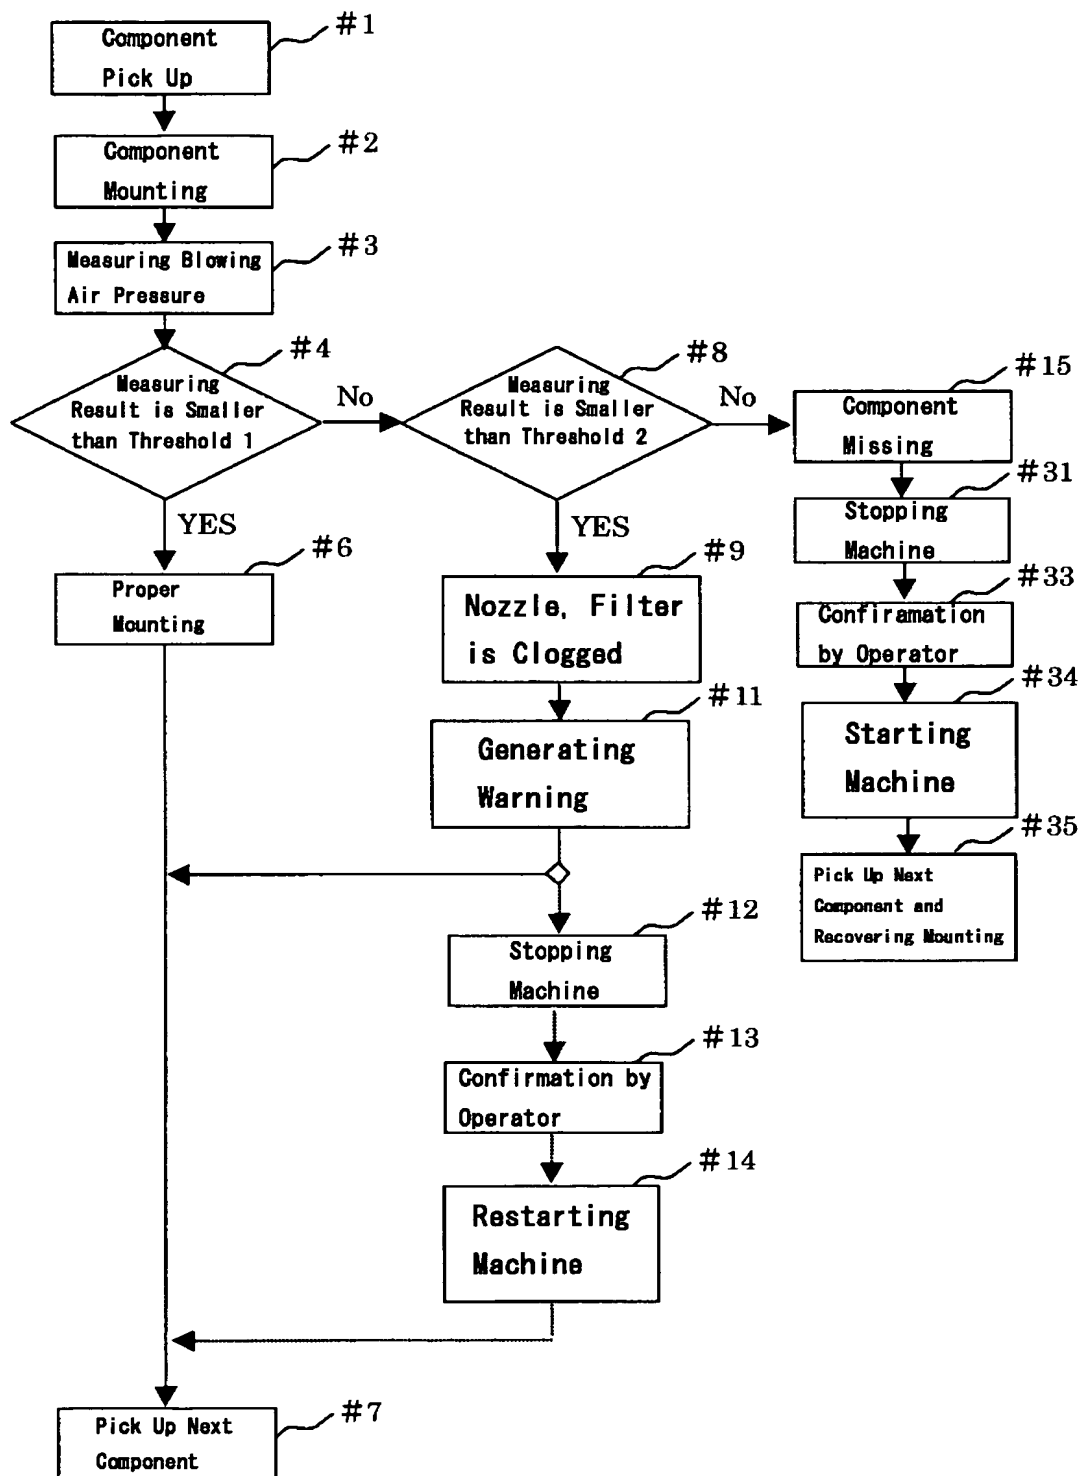 #1
Component
Pick Up
#2
Component
Mounting
#3
Measuring Blowing
Air Pressure
#4
Measuring
Result is Smaller
than Threshold 1
No
YES
#6
Proper
Mounting
#8
Measuring
Result is Smaller
than Threshold 2
No
YES
#9
Nozzle, Filter
is Clogged
#11
Generating
Warning
#12
Stopping
Machine
#13
Confirmation by
Operator
#14
Restarting
Machine
#15
Component
Missing
#31
Stopping
Machine
#33
Confiramation
by Operator
#34
Starting
Machine
#35
Pick Up Next
Component and
Recovering Mounting
#7
Pick Up Next
Component